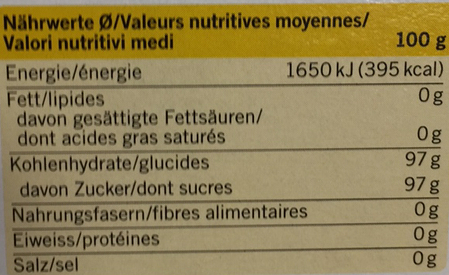 Nährwerte Ø/Valeurs nutritives moyennes/
Valori nutritivi medi 100 g
Energie/énergie 1650 kJ (395 kcal)
Fett/lipides 0 g
davon gesättigte Fettsäuren/
dont acides gras saturés 0 g
Kohlenhydrate/glucides 97 g
davon Zucker/dont sucres 97 g
Nahrungsfasern/fibres alimentaires 0 g
Eiweiss/protéines 0 g
Salz/sel 0 g